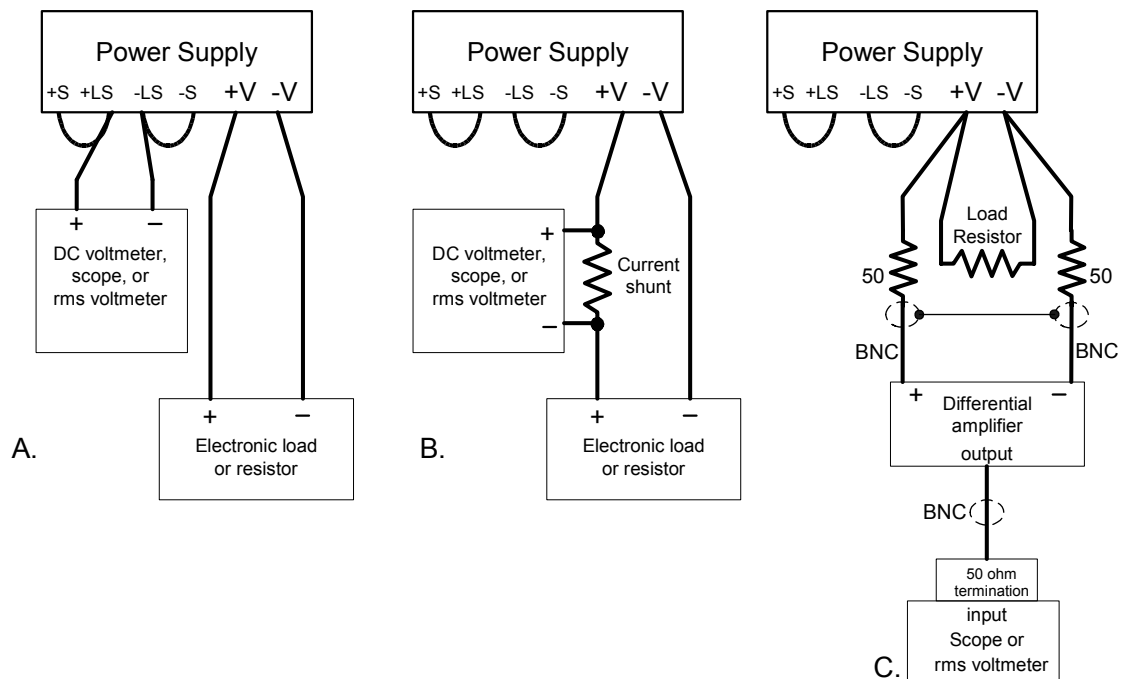 Power Supply
+S +LS -LS -S +V -V
+ −
DC voltmeter,
scope, or
rms voltmeter
+ −
Electronic load
or resistor
A.
Power Supply
+S +LS -LS -S +V -V
+
DC voltmeter,
scope, or
rms voltmeter
−
Current
shunt
+ −
Electronic load
or resistor
B.
Power Supply
+S +LS -LS -S +V -V
Load
Resistor
50 50
BNC BNC
+ −
Differential
amplifier
output
BNC
50 ohm
termination
input
Scope or
rms voltmeter
C.